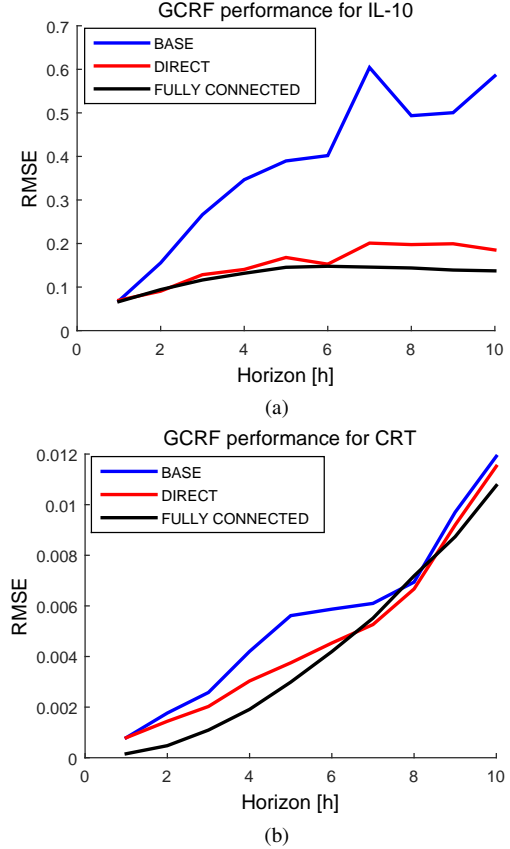 GCRF performance for IL-10
0.7
0.6
0.5
0.4
0.3
0.2
0.1
0
RMSE
BASE
DIRECT
FULLY CONNECTED
0 2 4 6 8 10
Horizon [h]
(a)
GCRF performance for CRT
0.012
0.01
0.008
0.006
0.004
0.002
0
RMSE
BASE
DIRECT
FULLY CONNECTED
0 2 4 6 8 10
Horizon [h]
(b)